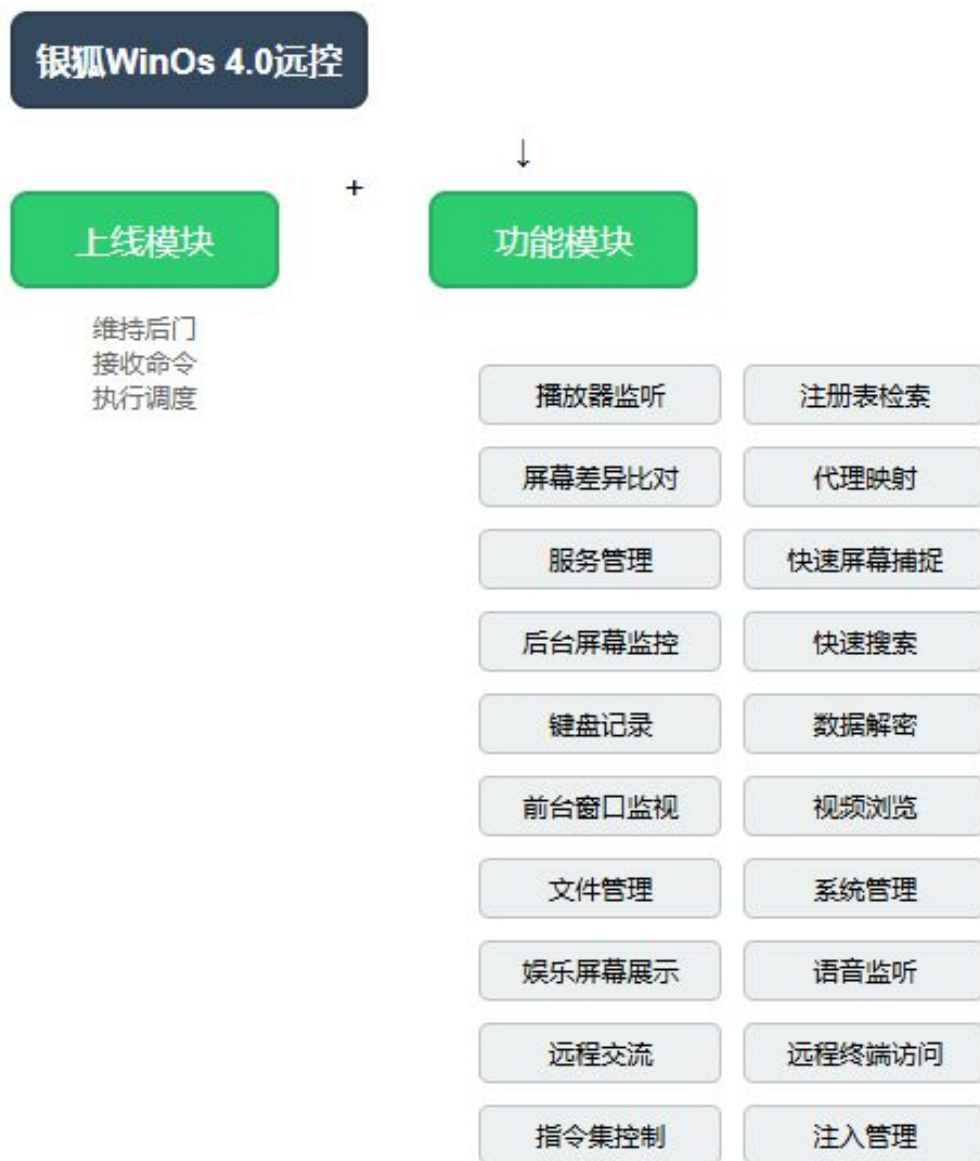 银狐WinOs 4.0远控
↓
+
上线模块
功能模块
维持后门
接收命令
执行调度
播放器监听
注册表检索
屏幕差异比对
代理映射
服务管理
快速屏幕捕捉
后台屏幕监控
快速搜索
键盘记录
数据解密
前台窗口监视
视频浏览
文件管理
系统管理
娱乐屏幕展示
语音监听
远程交流
远程终端访问
指令集控制
注入管理